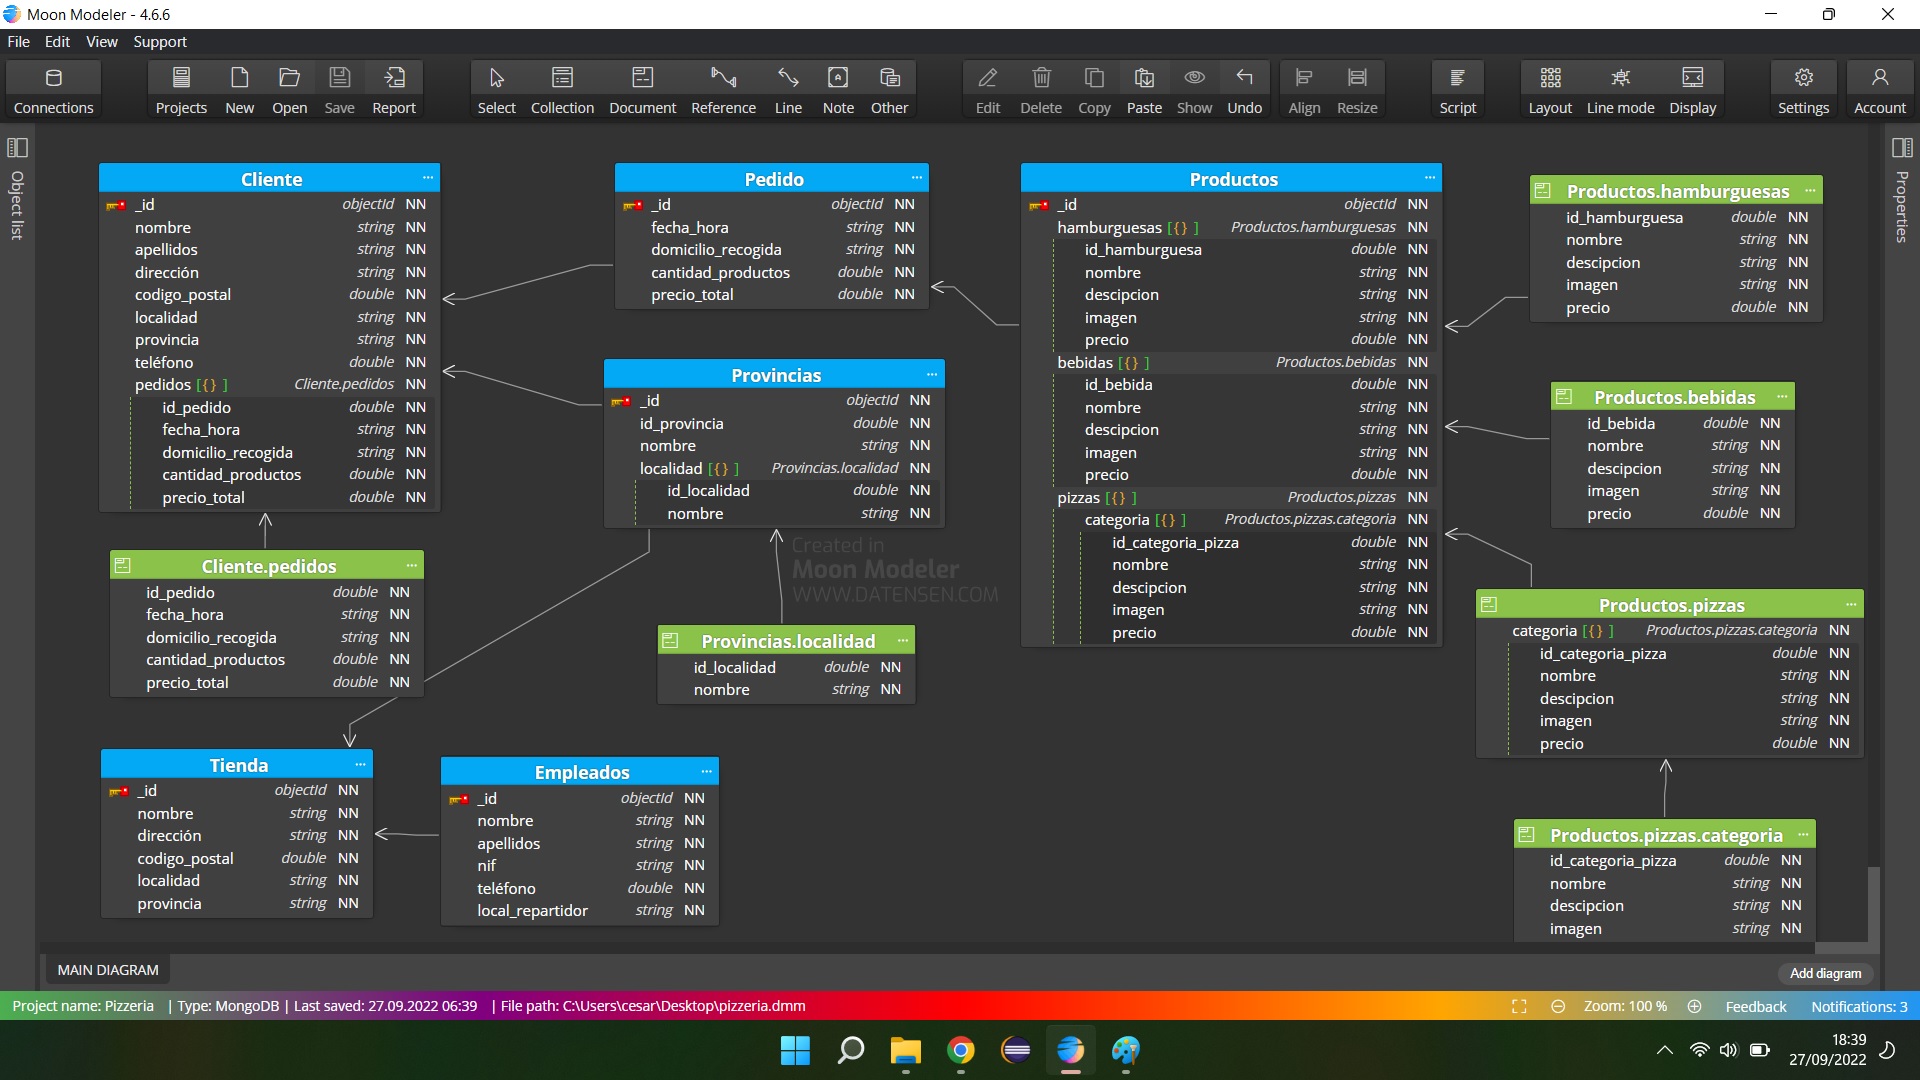 Moon Modeler - 4.6.6
File Edit View Support
Connections Projects New Open Save Report Select Collection Document Reference Line Note Other Edit Delete Copy Paste Show Undo Align Resize Script Layout Line mode Display Settings Account
Object list
Properties
Cliente
_id objectId NN
nombre string NN
apellidos string NN
dirección string NN
codigo_postal double NN
localidad string NN
provincia string NN
teléfono double NN
pedidos [{} ] Cliente.pedidos NN
id_pedido double NN
fecha_hora string NN
domicilio_recogida string NN
cantidad_productos double NN
precio_total double NN
Pedido
_id objectId NN
fecha_hora string NN
domicilio_recogida string NN
cantidad_productos double NN
precio_total double NN
Provincias
_id objectId NN
id_provincia double NN
nombre string NN
localidad [{} ] Provincias.localidad NN
id_localidad double NN
nombre string NN
Productos
_id objectId NN
hamburguesas [{} ] Productos.hamburguesas NN
id_hamburguesa double NN
nombre string NN
descipcion string NN
imagen string NN
precio double NN
bebidas [{} ] Productos.bebidas NN
id_bebida double NN
nombre string NN
descipcion string NN
imagen string NN
precio double NN
pizzas [{} ] Productos.pizzas NN
categoria [{} ] Productos.pizzas.categoria NN
id_categoria_pizza double NN
nombre string NN
descipcion string NN
imagen string NN
precio double NN
Productos.hamburguesas
id_hamburguesa double NN
nombre string NN
descipcion string NN
imagen string NN
precio double NN
Productos.bebidas
id_bebida double NN
nombre string NN
descipcion string NN
imagen string NN
precio double NN
Cliente.pedidos
id_pedido double NN
fecha_hora string NN
domicilio_recogida string NN
cantidad_productos double NN
precio_total double NN
Created in
Moon Modeler
WWW.DATENSEN.COM
Provincias.localidad
id_localidad double NN
nombre string NN
Productos.pizzas
categoria [{} ] Productos.pizzas.categoria NN
id_categoria_pizza double NN
nombre string NN
descipcion string NN
imagen string NN
precio double NN
Tienda
_id objectId NN
nombre string NN
dirección string NN
codigo_postal double NN
localidad string NN
provincia string NN
Empleados
_id objectId NN
nombre string NN
apellidos string NN
nif string NN
teléfono double NN
local_repartidor string NN
Productos.pizzas.categoria
id_categoria_pizza double NN
nombre string NN
descipcion string NN
imagen string NN
MAIN DIAGRAM
Add diagram
Project name: Pizzeria | Type: MongoDB | Last saved: 27.09.2022 06:39 | File path: C:\Users\cesar\Desktop\pizzeria.dmm Zoom: 100 % Feedback Notifications: 3
18:39
27/09/2022